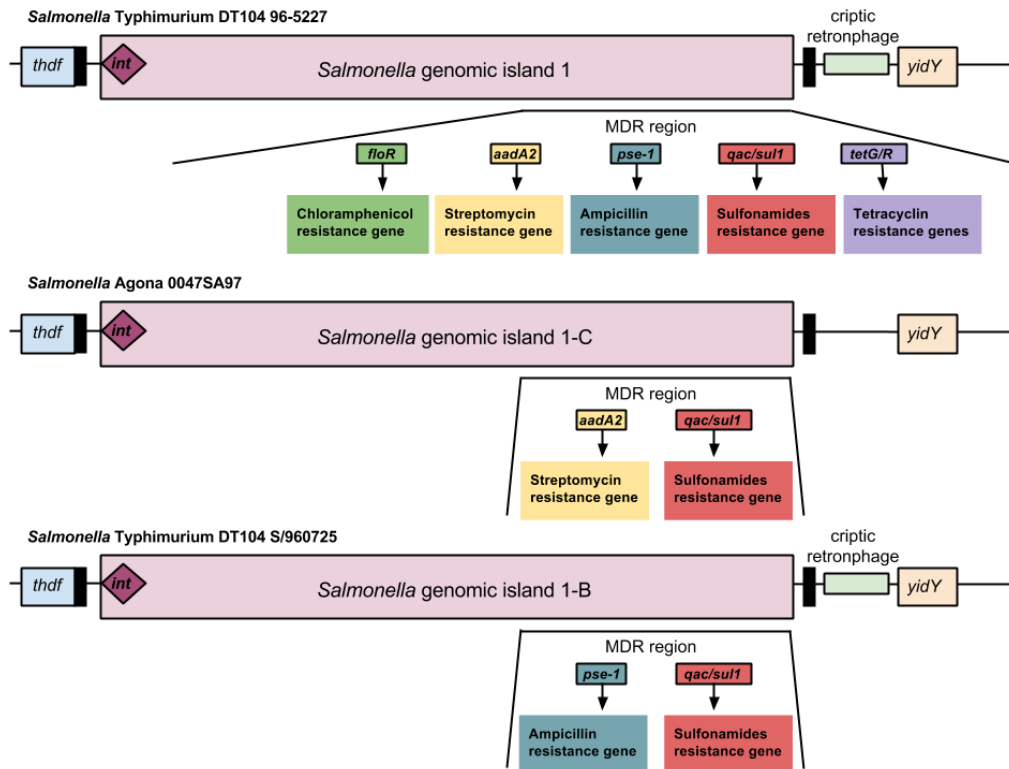 Salmonella Typhimurium DT104 96-5227
criptic
retronphage
thdf
int
Salmonella genomic island 1
yidY
MDR region
floR
aadA2
pse-1
qac/sul1
tetG/R
Chloramphenicol
resistance gene
Streptomycin
resistance gene
Ampicillin
resistance gene
Sulfonamides
resistance gene
Tetracyclin
resistance genes
Salmonella Agona 0047SA97
thdf
int
Salmonella genomic island 1-C
yidY
MDR region
aadA2
qac/sul1
Streptomycin
resistance gene
Sulfonamides
resistance gene
Salmonella Typhimurium DT104 S/960725
criptic
retronphage
thdf
int
Salmonella genomic island 1-B
yidY
MDR region
pse-1
qac/sul1
Ampicillin
resistance gene
Sulfonamides
resistance gene